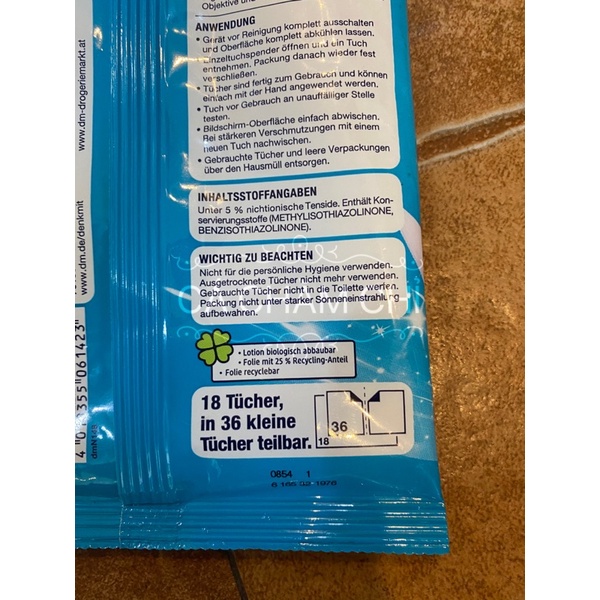 Objektive und
ANWENDUNG
• Gerät vor Reinigung komplett ausschalten
und Oberfläche komplett abkühlen lassen.
• Einzeltuchspender öffnen und ein Tuch
entnehmen. Packung danach wieder fest
verschließen.
• Tücher sind fertig zum Gebrauch und können
einfach mit der Hand angewendet werden.
• Tuch vor Gebrauch an unauffälliger Stelle
testen.
• Bildschirm-Oberfläche einfach abwischen.
Bei stärkeren Verschmutzungen mit einem
neuen Tuch nachwischen.
• Gebrauchte Tücher und leere Verpackungen
über den Hausmüll entsorgen.
INHALTSSTOFFANGABEN
Unter 5 % nichtionische Tenside. Enthält Kon-
servierungsstoffe (METHYLISOTHIAZOLINONE,
BENZISOTHIAZOLINONE).
WICHTIG ZU BEACHTEN
Nicht für die persönliche Hygiene verwenden.
Ausgetrocknete Tücher nicht mehr verwenden.
Gebrauchte Tücher nicht in die Toilette werfen.
Packung nicht unter starker Sonneneinstrahlung
aufbewahren.
• Lotion biologisch abbaubar
• Folie mit 25 % Recycling-Anteil
• Folie recyclebar
18 Tücher,
in 36 kleine
Tücher teilbar.
36
18
0854 1
www.dm-drogeriemarkt.at
www.dm.de/denkmit
061423